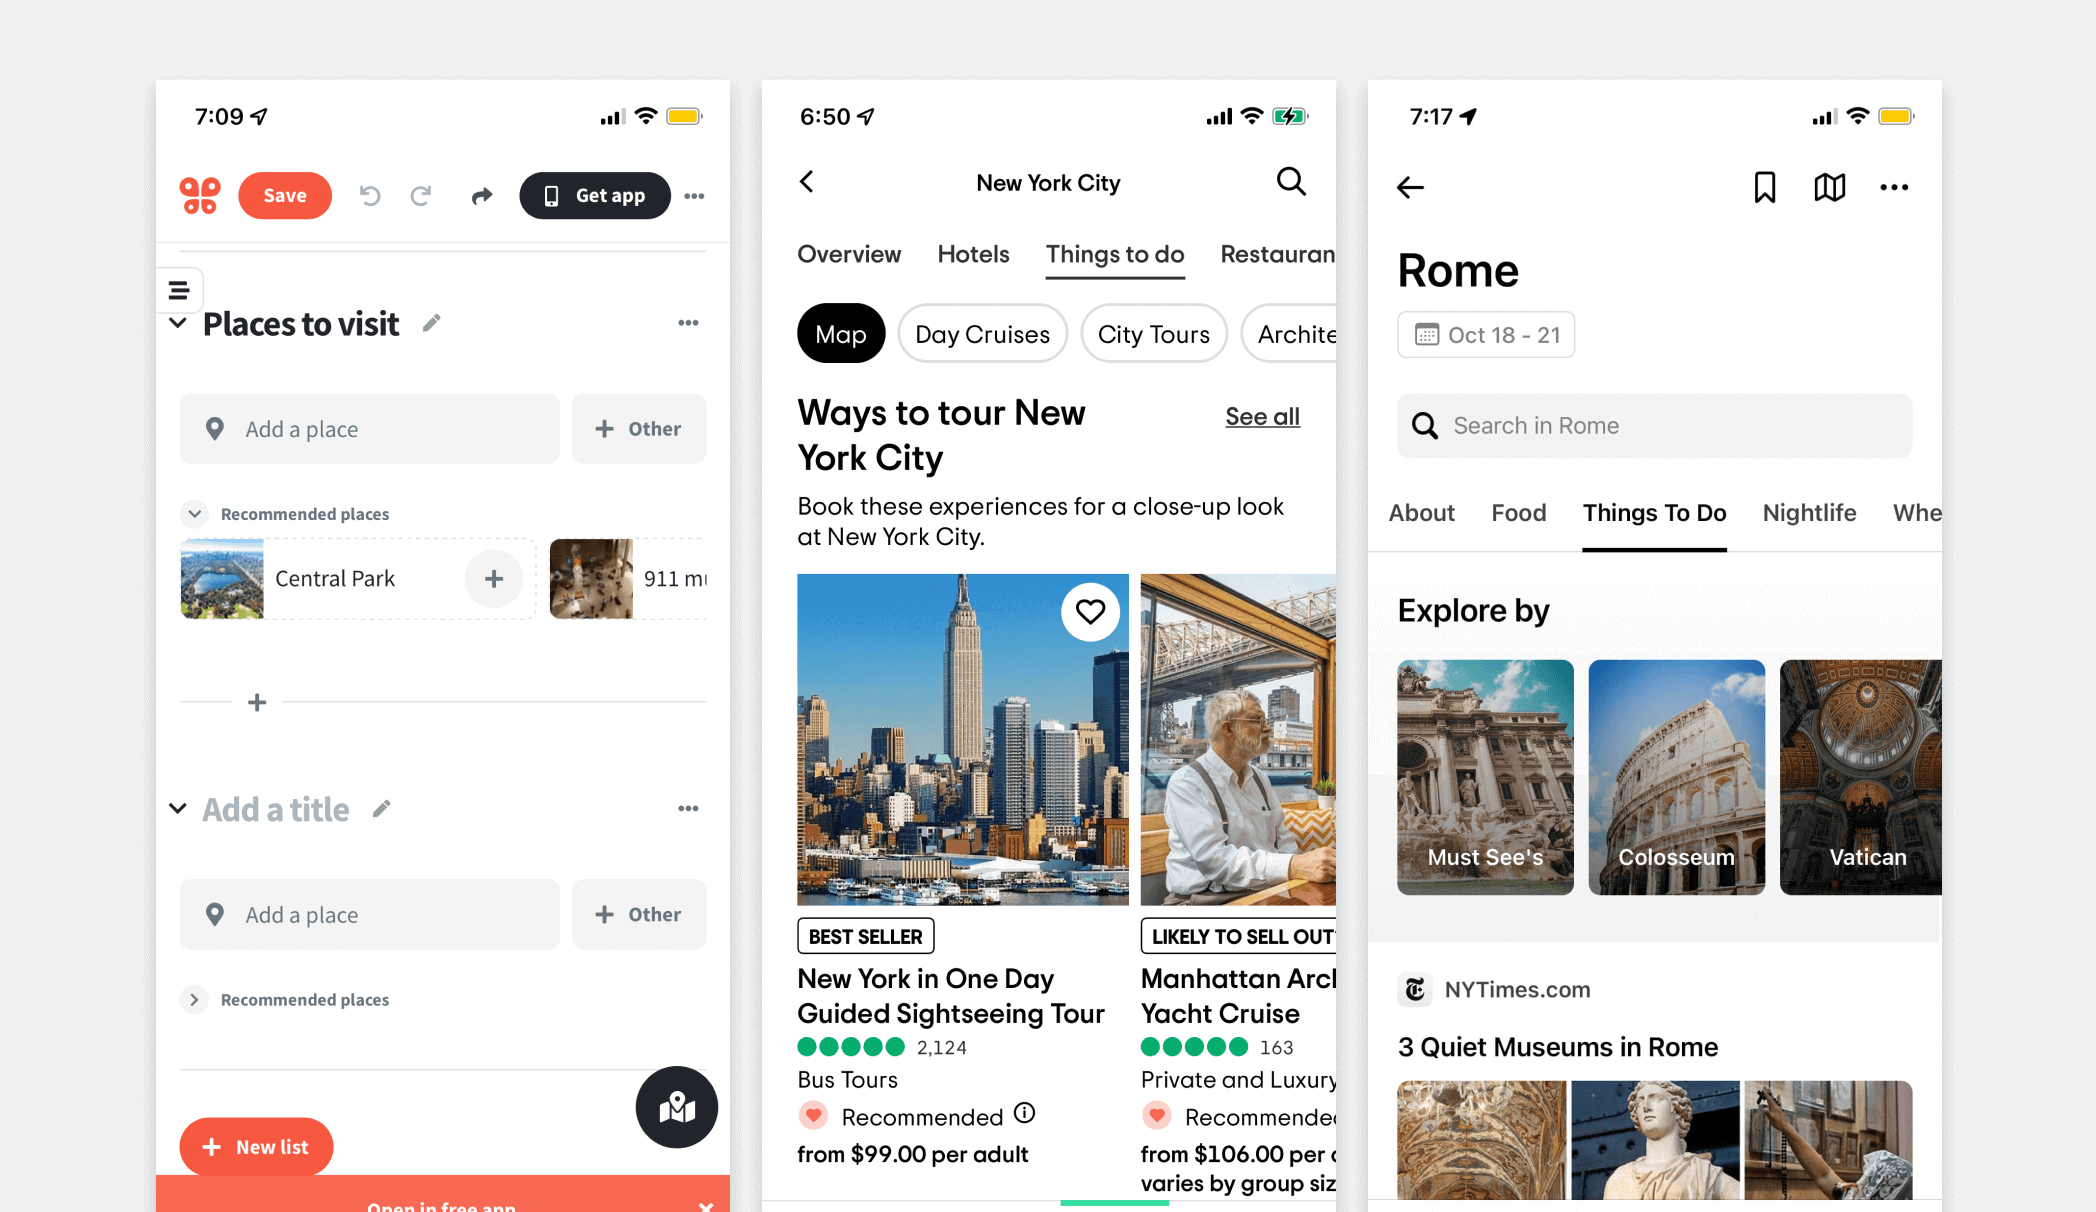 7:09
Save
Get app
Places to visit
Add a place
Other
Recommended places
Central Park
911 mu
Add a title
Add a place
Other
Recommended places
New list
Open in free app
6:50
New York City
Overview
Hotels
Things to do
Restauran
Map
Day Cruises
City Tours
Archite
Ways to tour New
York City
See all
Book these experiences for a close-up look
at New York City.
BEST SELLER
New York in One Day
Guided Sightseeing Tour
2,124
Bus Tours
Recommended
from $99.00 per adult
LIKELY TO SELL OUT
Manhattan Arch
Yacht Cruise
163
Private and Luxury
Recommended
from $106.00 per a
varies by group siz
7:17
Rome
Oct 18 - 21
Search in Rome
About
Food
Things To Do
Nightlife
Whe
Explore by
Must See's
Colosseum
Vatican
NYTimes.com
3 Quiet Museums in Rome